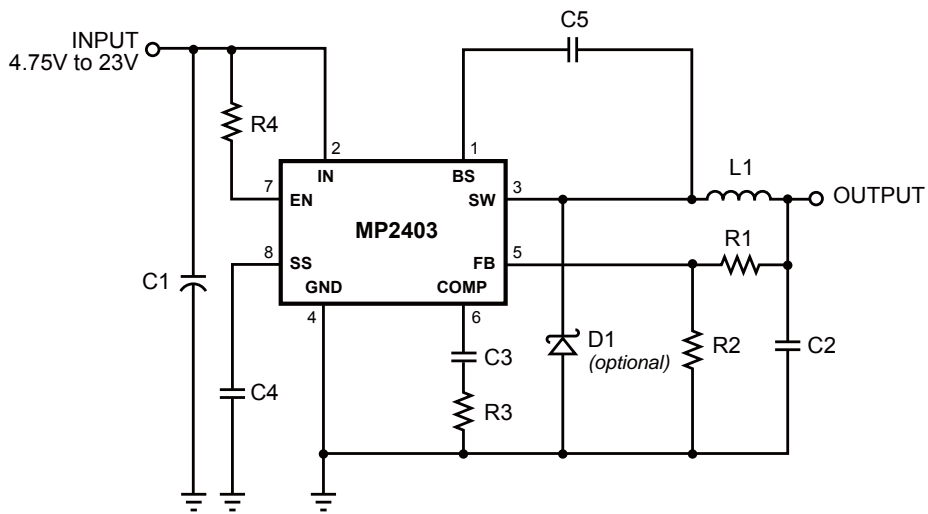 C5
INPUT
4.75V to 23V
R4
2
1
IN
BS
L1
7
3
EN
SW
OUTPUT
MP2403
R1
8
5
SS
FB
C1
GND
COMP
4
6
D1
(optional)
R2
C2
C3
C4
R3